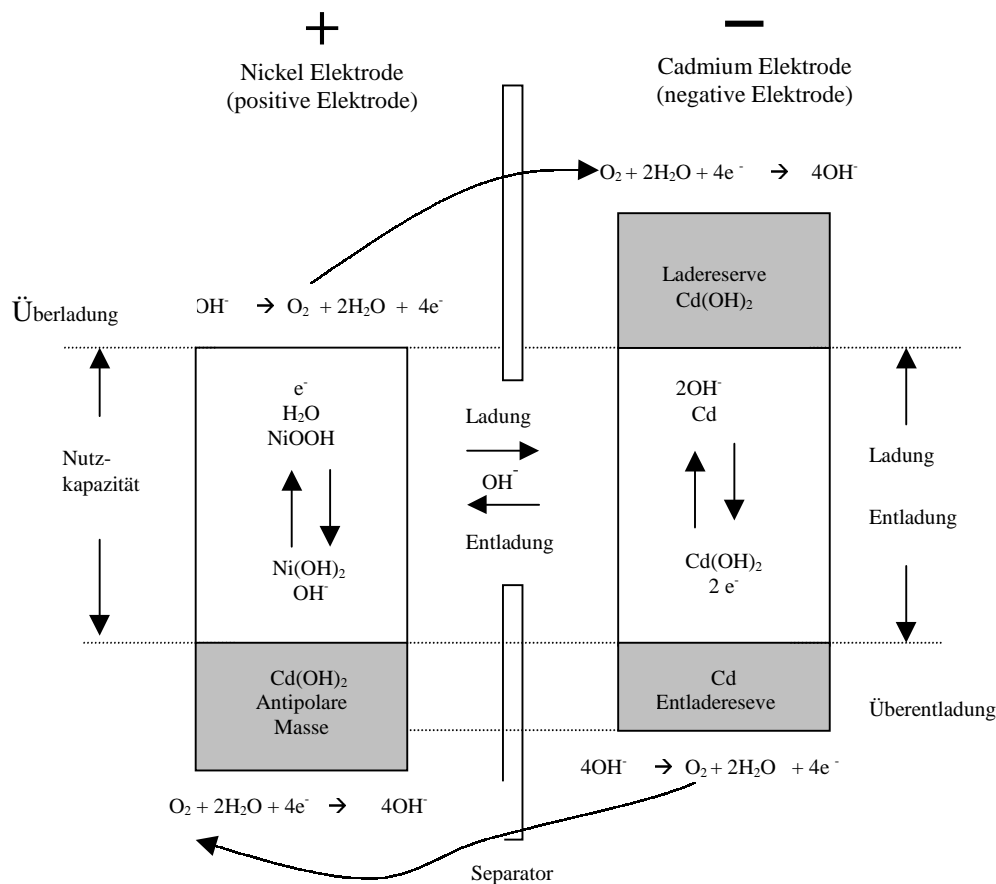 +
−
Nickel Elektrode
(positive Elektrode)
Cadmium Elektrode
(negative Elektrode)
O₂ + 2H₂O + 4e⁻ → 4OH⁻
Ladereserve
Cd(OH)₂
Überladung
OH⁻ → O₂ + 2H₂O + 4e⁻
e⁻
H₂O
NiOOH
Ni(OH)₂
OH⁻
Nutz-
kapazität
Ladung
OH⁻
Entladung
2OH⁻
Cd
Cd(OH)₂
2 e⁻
Ladung
Entladung
Cd(OH)₂
Antipolare
Masse
Cd
Entladereseve
Überentladung
4OH⁻ → O₂ + 2H₂O + 4e⁻
O₂ + 2H₂O + 4e⁻ → 4OH⁻
Separator